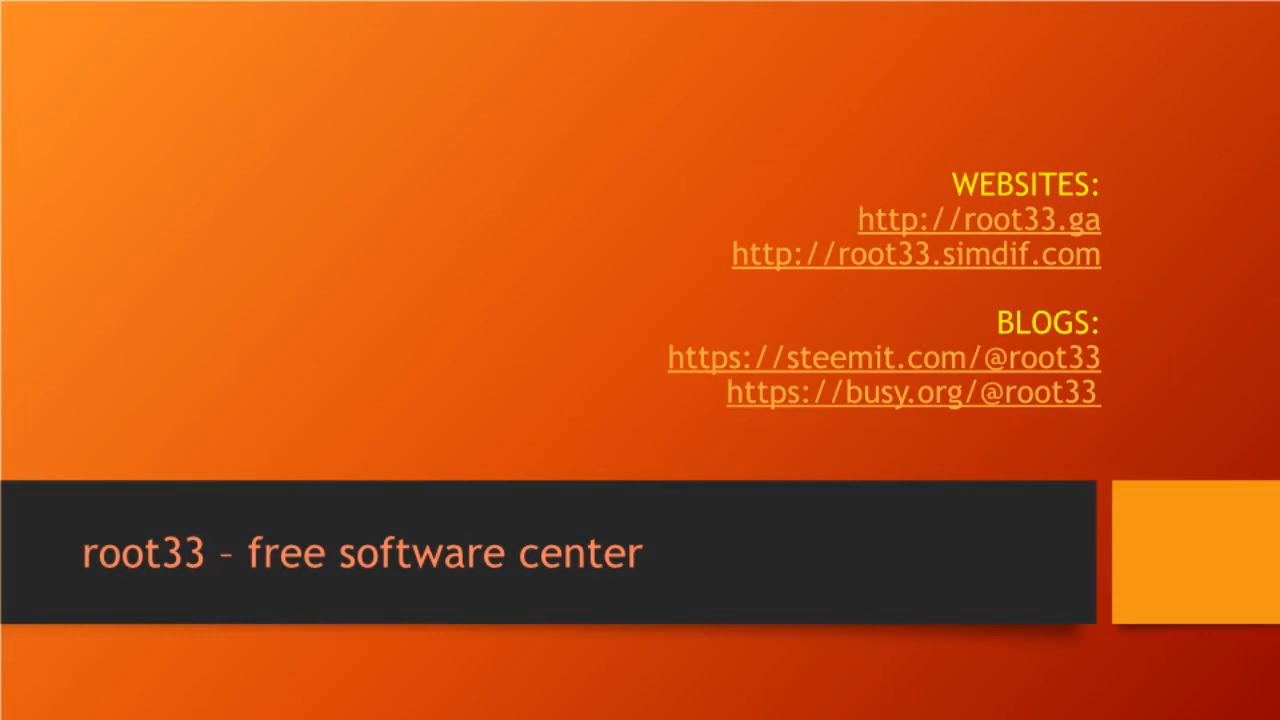 WEBSITES:
http://root33.ga
http://root33.simdif.com
BLOGS:
https://steemit.com/@root33
https://busy.org/@root33
root33 – free software center